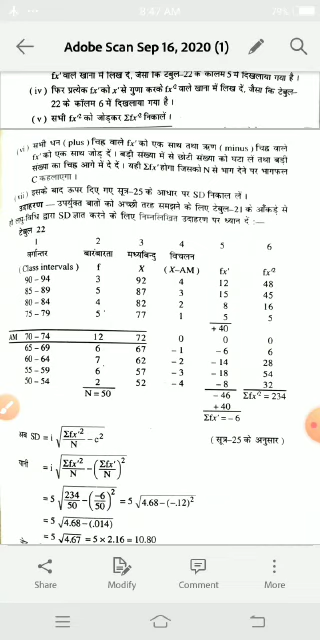 8:47 AM 79%
Adobe Scan Sep 16, 2020 (1)
fx' वाले खाना में लिख दें, जैसा कि टेबुल–22 के कॉलम 5 में दिखलाया गया है।
(iv) फिर प्रत्येक fx' को x' से गुणा करके fx'² वाले खाना में लिख दें, जैसा कि टेबुल–
22 के कॉलम 6 में दिखलाया गया है।
(v) सभी fx'² को जोड़कर Σfx'² निकालें।
(vi) सभी धन (plus) चिह्न वाले fx' को एक साथ तथा ऋण (minus) चिह्न वाले
fx' को एक साथ जोड़ दें। बड़ी संख्या में से छोटी संख्या को घटा लें तथा बड़ी
संख्या का चिह्न आगे में दे दें। यही Σfx' होगा जिसको N से भाग देने पर भागफल
C कहलाएगा।
(vii) इसके बाद ऊपर दिए गए सूत्र–25 के आधार पर SD निकाल लें।
उदाहरण – उपर्युक्त बातों को अच्छी तरह समझने के लिए टेबुल–21 के आँकड़े में
लघु-विधि द्वारा SD ज्ञात करने के लिए निम्नलिखित उदाहरण पर ध्यान दें :—
टेबुल 22
1 2 3 4 5 6
वर्गान्तर बारंबारता मध्यबिन्दु विचलन
(Class intervals) f X (X–AM) fx' fx'²
90 – 94 3 92 4 12 48
85 – 89 5 87 3 15 45
80 – 84 4 82 2 8 16
75 – 79 5 77 1 5 5
+40
AM 70 – 74 12 72 0 0 0
65 – 69 6 67 – 1 – 6 6
60 – 64 7 62 – 2 – 14 28
55 – 59 6 57 – 3 – 18 54
50 – 54 2 52 – 4 – 8 32
N = 50 – 46 Σfx'² = 234
+ 40
Σfx' = – 6
अब SD = i √(Σfx'²/N – c²) (सूत्र–25 के अनुसार)
यानी = i √(Σfx'²/N – (Σfx'/N)²)
= 5 √(234/50 – (–6/50)²) = 5 √(4.68 – (–.12)²)
= 5 √(4.68 – (.014)
= 5 √4.67 = 5 × 2.16 = 10.80
Share Modify Comment More